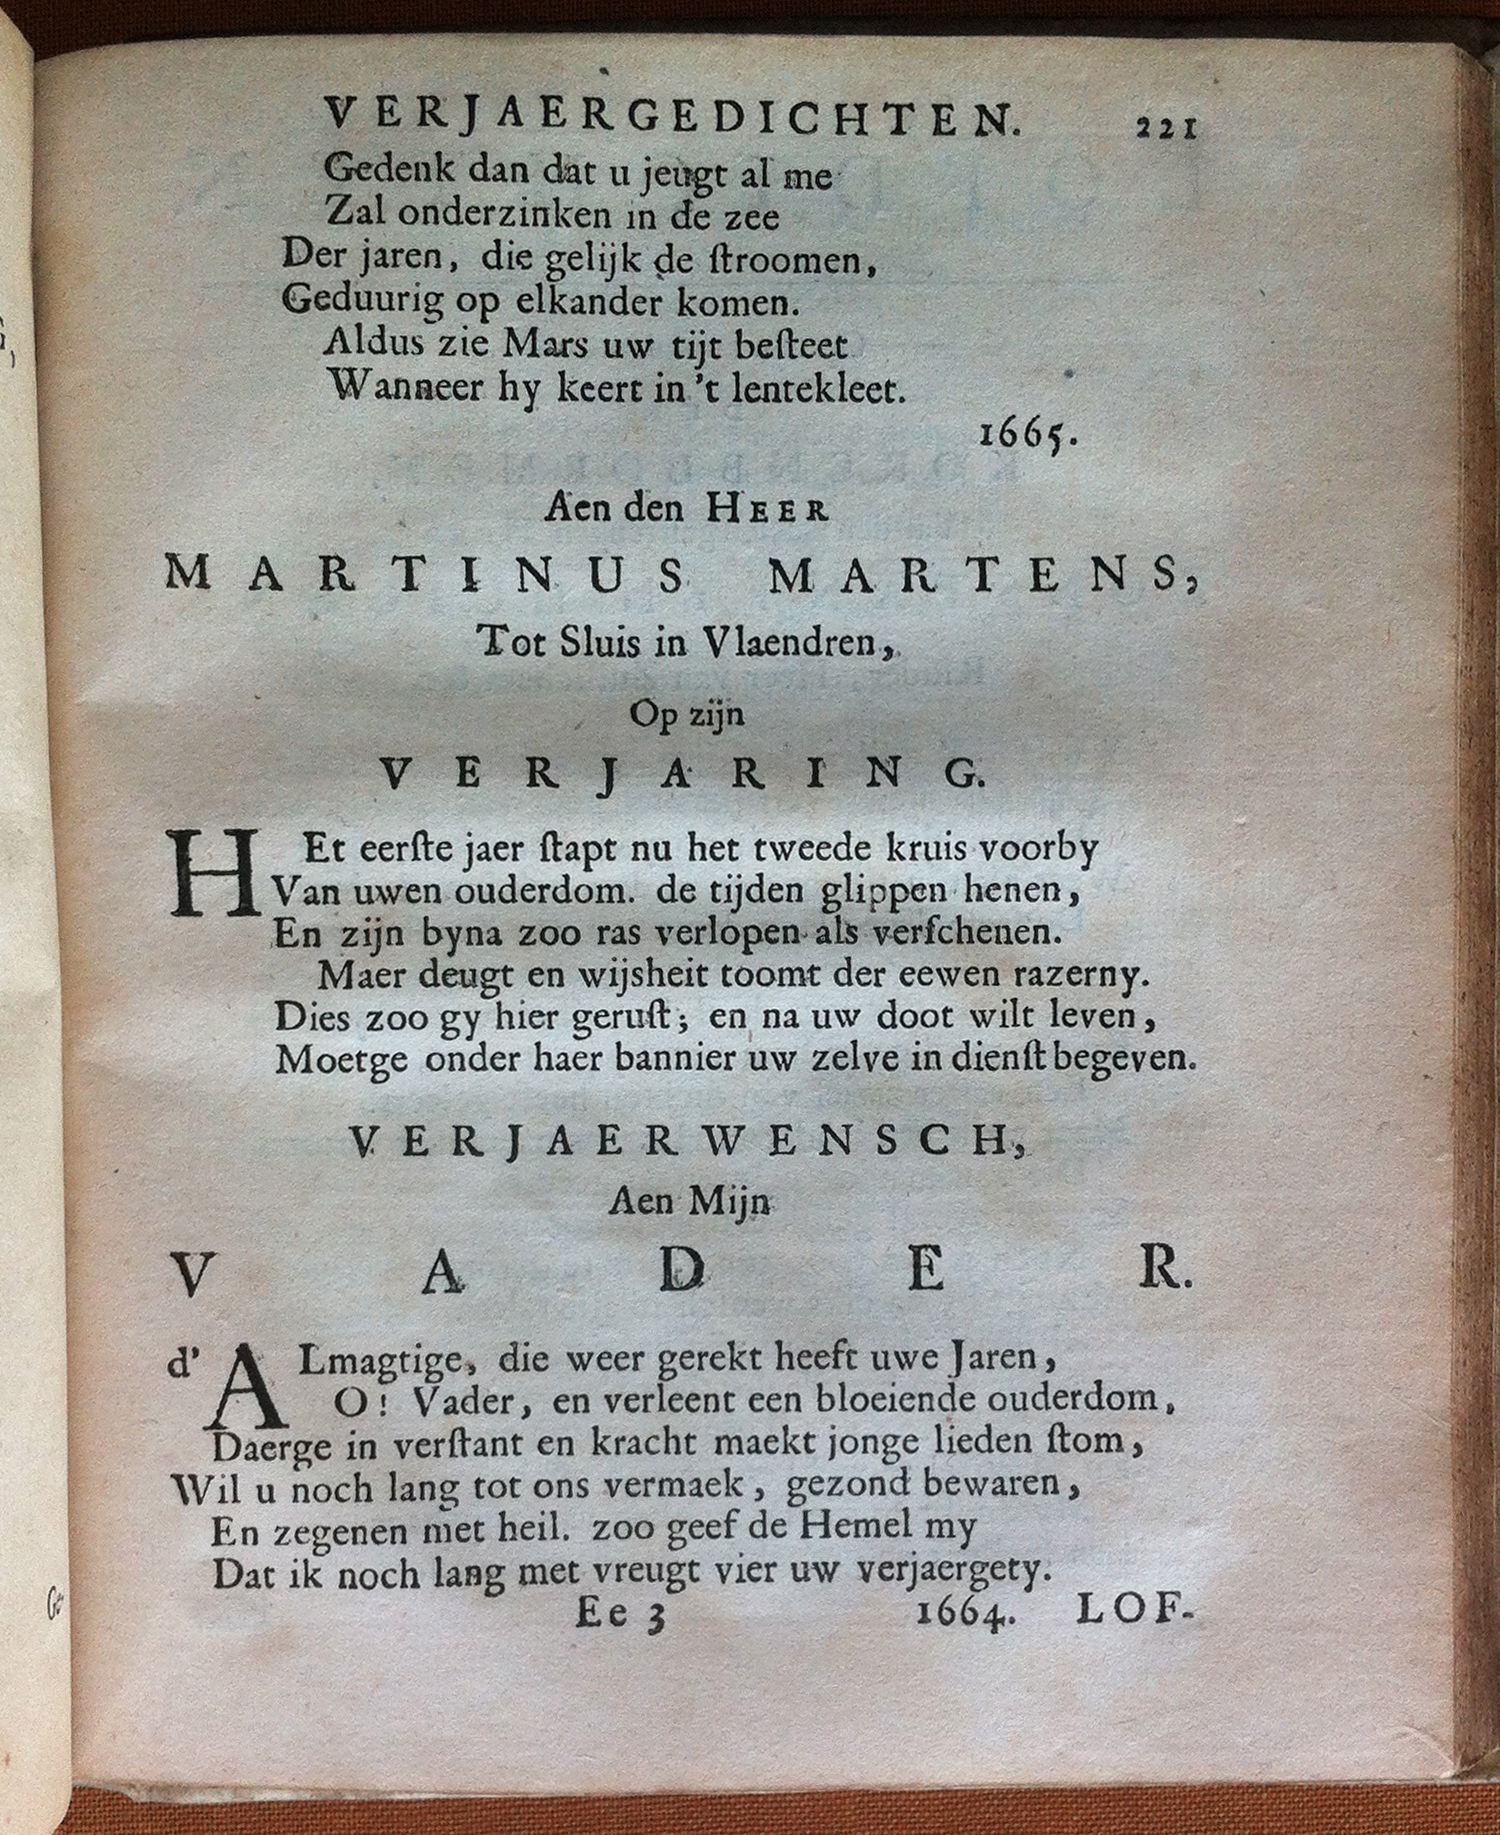 VERJAERGEDICHTEN. 221
Gedenk dan dat u jeugt al me
Zal onderzinken in de zee
Der jaren, die gelijk de ſtroomen,
Geduurig op elkander komen.
Aldus zie Mars uw tijt beſteet
Wanneer hy keert in 't lentekleet.
1665.
Aen den HEER
MARTINUS MARTENS,
Tot Sluis in Vlaendren,
Op zijn
VERJARING.
HEt eerſte jaer ſtapt nu het tweede kruis voorby
Van uwen ouderdom. de tijden glippen henen,
En zijn byna zoo ras verlopen als verſchenen.
Maer deugt en wijsheit toomt der eewen razerny.
Dies zoo gy hier geruſt; en na uw doot wilt leven,
Moetge onder haer bannier uw zelve in dienſt begeven.
VERJAERWENSCH,
Aen Mijn
VADER.
d'ALmagtige, die weer gerekt heeft uwe Jaren,
O! Vader, en verleent een bloeiende ouderdom,
Daerge in verſtant en kracht maekt jonge lieden ſtom,
Wil u noch lang tot ons vermaek, gezond bewaren,
En zegenen met heil. zoo geef de Hemel my
Dat ik noch lang met vreugt vier uw verjaergety.
Ee 3 1664. LOF-